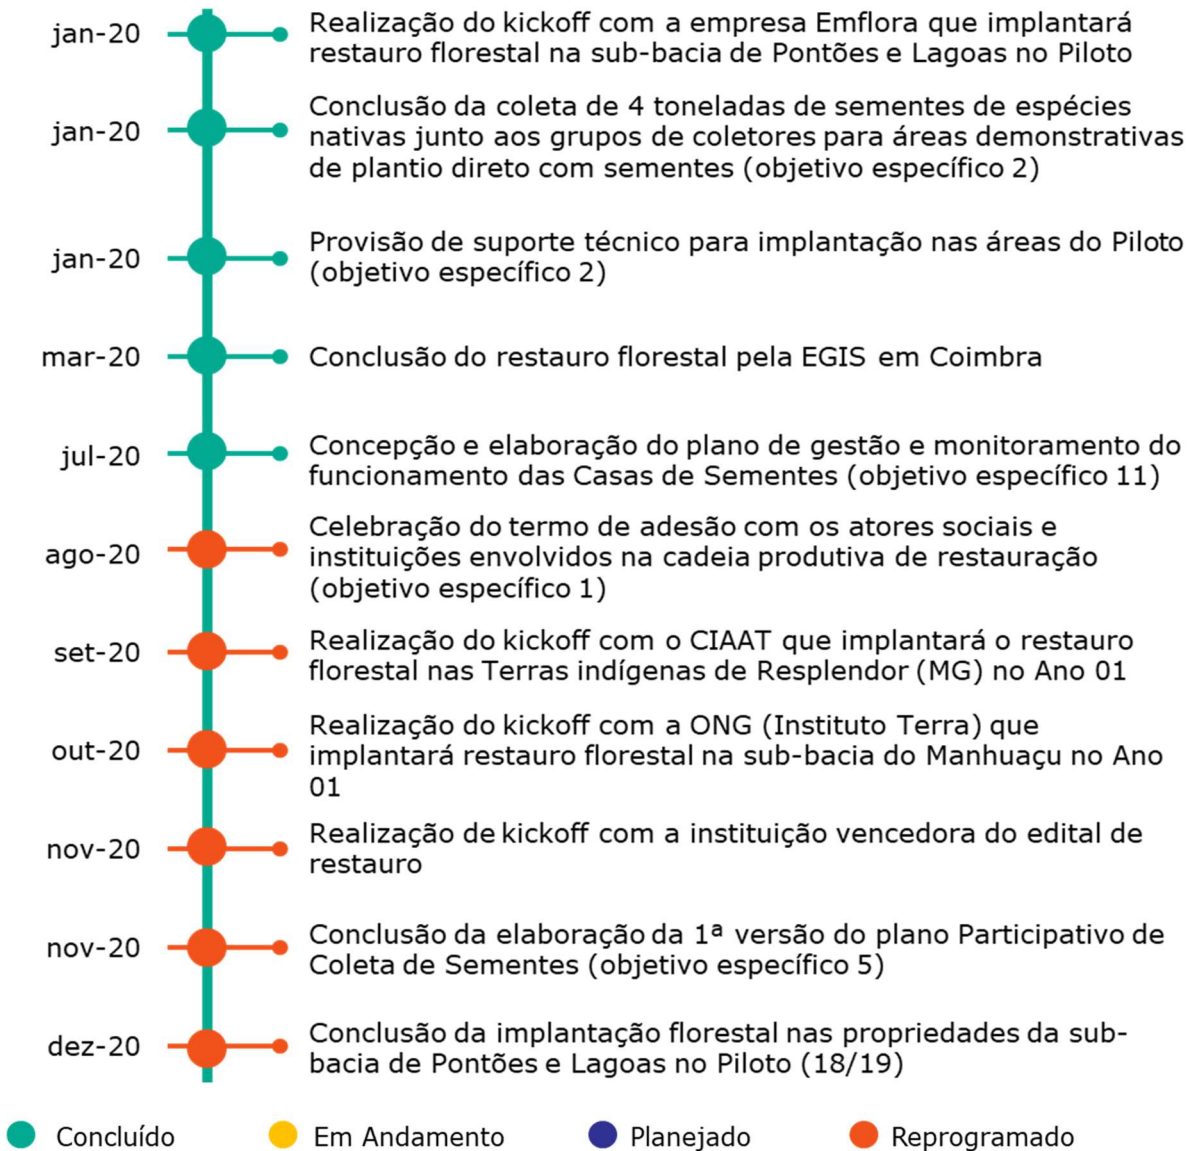 jan-20
Realização do kickoff com a empresa Emflora que implantará
restauro florestal na sub-bacia de Pontões e Lagoas no Piloto
jan-20
Conclusão da coleta de 4 toneladas de sementes de espécies
nativas junto aos grupos de coletores para áreas demonstrativas
de plantio direto com sementes (objetivo específico 2)
jan-20
Provisão de suporte técnico para implantação nas áreas do Piloto
(objetivo específico 2)
mar-20
Conclusão do restauro florestal pela EGIS em Coimbra
jul-20
Concepção e elaboração do plano de gestão e monitoramento do
funcionamento das Casas de Sementes (objetivo específico 11)
ago-20
Celebração do termo de adesão com os atores sociais e
instituições envolvidos na cadeia produtiva de restauração
(objetivo específico 1)
set-20
Realização do kickoff com o CIAAT que implantará o restauro
florestal nas Terras indígenas de Resplendor (MG) no Ano 01
out-20
Realização do kickoff com a ONG (Instituto Terra) que
implantará restauro florestal na sub-bacia do Manhuaçu no Ano
01
nov-20
Realização de kickoff com a instituição vencedora do edital de
restauro
nov-20
Conclusão da elaboração da 1ª versão do plano Participativo de
Coleta de Sementes (objetivo específico 5)
dez-20
Conclusão da implantação florestal nas propriedades da sub-
bacia de Pontões e Lagoas no Piloto (18/19)
Concluído
Em Andamento
Planejado
Reprogramado